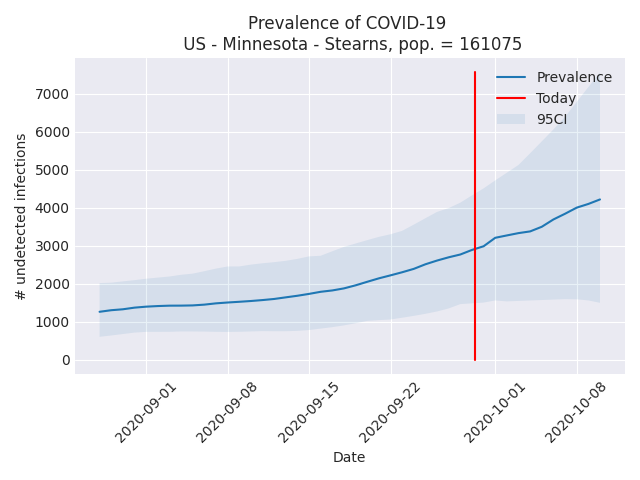 Prevalence of COVID-19
US - Minnesota - Stearns, pop. = 161075
# undetected infections
7000
6000
5000
4000
3000
2000
1000
0
Prevalence
Today
95CI
2020-09-01
2020-09-08
2020-09-15
2020-09-22
2020-10-01
2020-10-08
Date